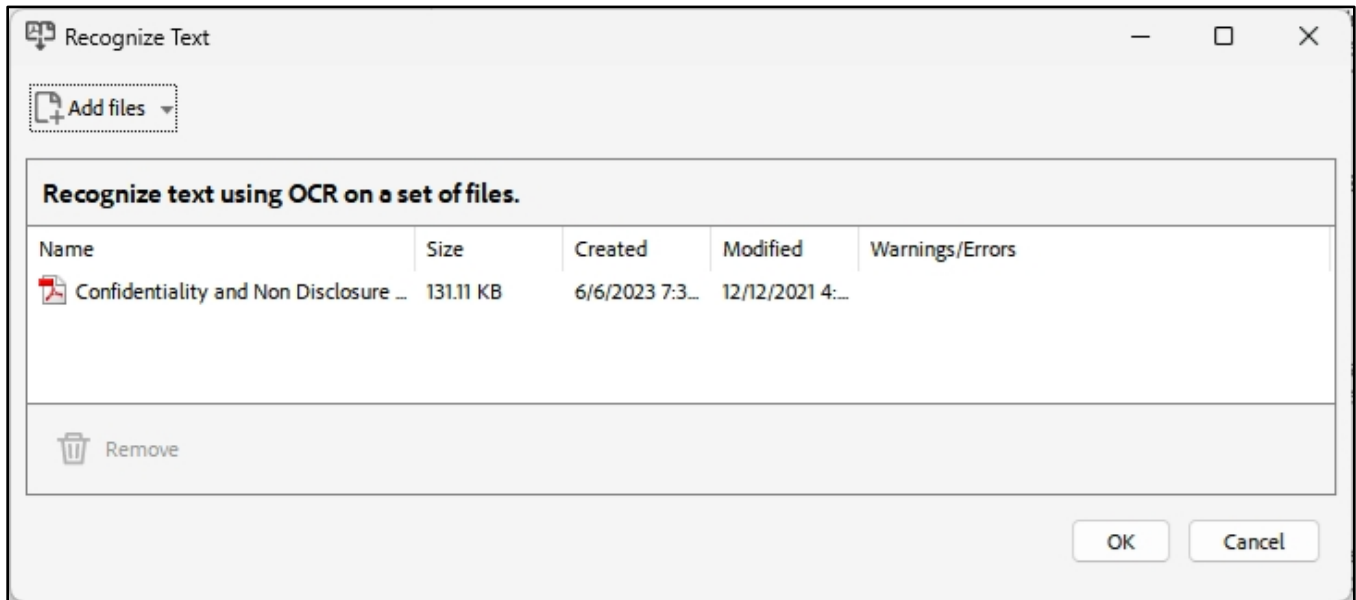 Recognize Text
Add files
Recognize text using OCR on a set of files.
Name Size Created Modified Warnings/Errors
Confidentiality and Non Disclosure ... 131.11 KB 6/6/2023 7:3... 12/12/2021 4:...
Remove
OK Cancel